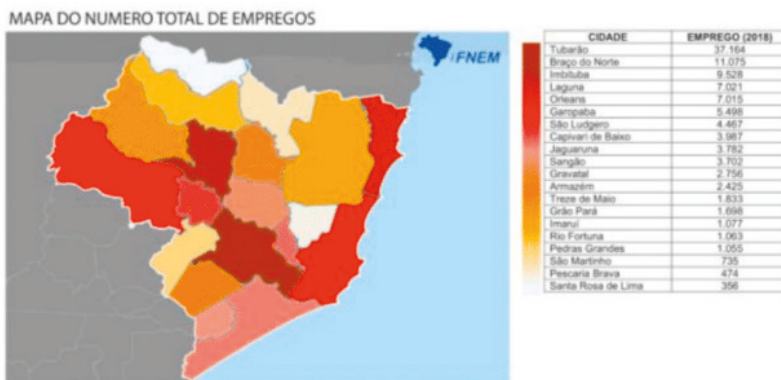 MAPA DO NUMERO TOTAL DE EMPREGOS
FNEM
CIDADE EMPREGO (2018)
Tubarão 37.164
Braço do Norte 11.075
Imbituba 9.528
Laguna 7.021
Orleans 7.015
Garopaba 5.498
São Ludgero 4.467
Capivari de Baixo 3.987
Jaguaruna 3.782
Sangão 3.702
Gravatal 2.756
Armazém 2.425
Treze de Maio 1.833
Grão Pará 1.698
Imaruí 1.077
Rio Fortuna 1.063
Pedras Grandes 1.055
São Martinho 735
Pescaria Brava 474
Santa Rosa de Lima 356